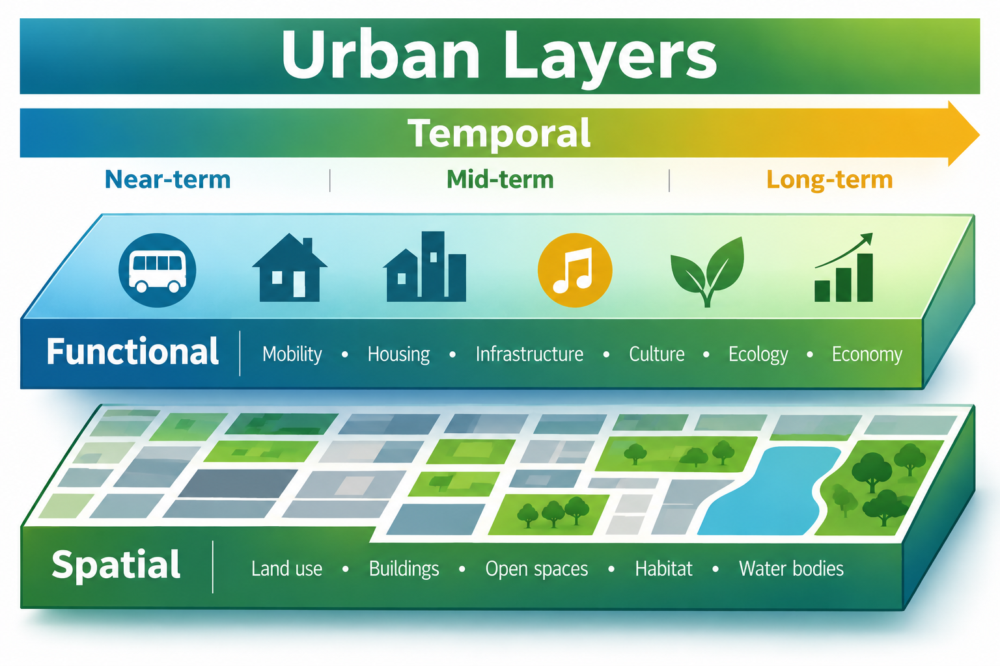 Urban Layers
Temporal
Near-term | Mid-term | Long-term
Functional | Mobility • Housing • Infrastructure • Culture • Ecology • Economy
Spatial | Land use • Buildings • Open spaces • Habitat • Water bodies